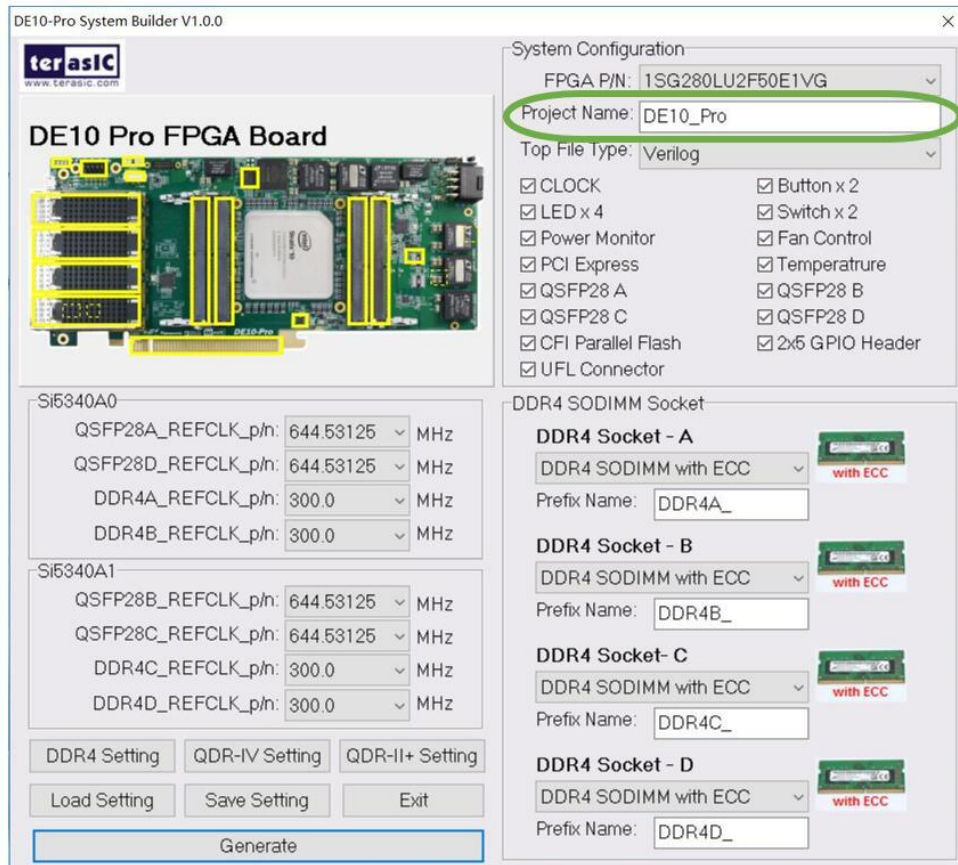 DE10-Pro System Builder V1.0.0
terasIC
www.terasic.com
DE10 Pro FPGA Board
DE10-Pro
System Configuration
FPGA P/N: 1SG280LU2F50E1VG
Project Name: DE10_Pro
Top File Type: Verilog
CLOCK Button x 2
LED x 4 Switch x 2
Power Monitor Fan Control
PCI Express Temperatrure
QSFP28 A QSFP28 B
QSFP28 C QSFP28 D
CFI Parallel Flash 2x5 GPIO Header
UFL Connector
Si5340A0
QSFP28A_REFCLK_p/n: 644.53125 MHz
QSFP28D_REFCLK_p/n: 644.53125 MHz
DDR4A_REFCLK_p/n: 300.0 MHz
DDR4B_REFCLK_p/n: 300.0 MHz
Si5340A1
QSFP28B_REFCLK_p/n: 644.53125 MHz
QSFP28C_REFCLK_p/n: 644.53125 MHz
DDR4C_REFCLK_p/n: 300.0 MHz
DDR4D_REFCLK_p/n: 300.0 MHz
DDR4 Setting QDR-IV Setting QDR-II+ Setting
Load Setting Save Setting Exit
Generate
DDR4 SODIMM Socket
DDR4 Socket - A
DDR4 SODIMM with ECC with ECC
Prefix Name: DDR4A_
DDR4 Socket - B
DDR4 SODIMM with ECC with ECC
Prefix Name: DDR4B_
DDR4 Socket- C
DDR4 SODIMM with ECC with ECC
Prefix Name: DDR4C_
DDR4 Socket - D
DDR4 SODIMM with ECC with ECC
Prefix Name: DDR4D_